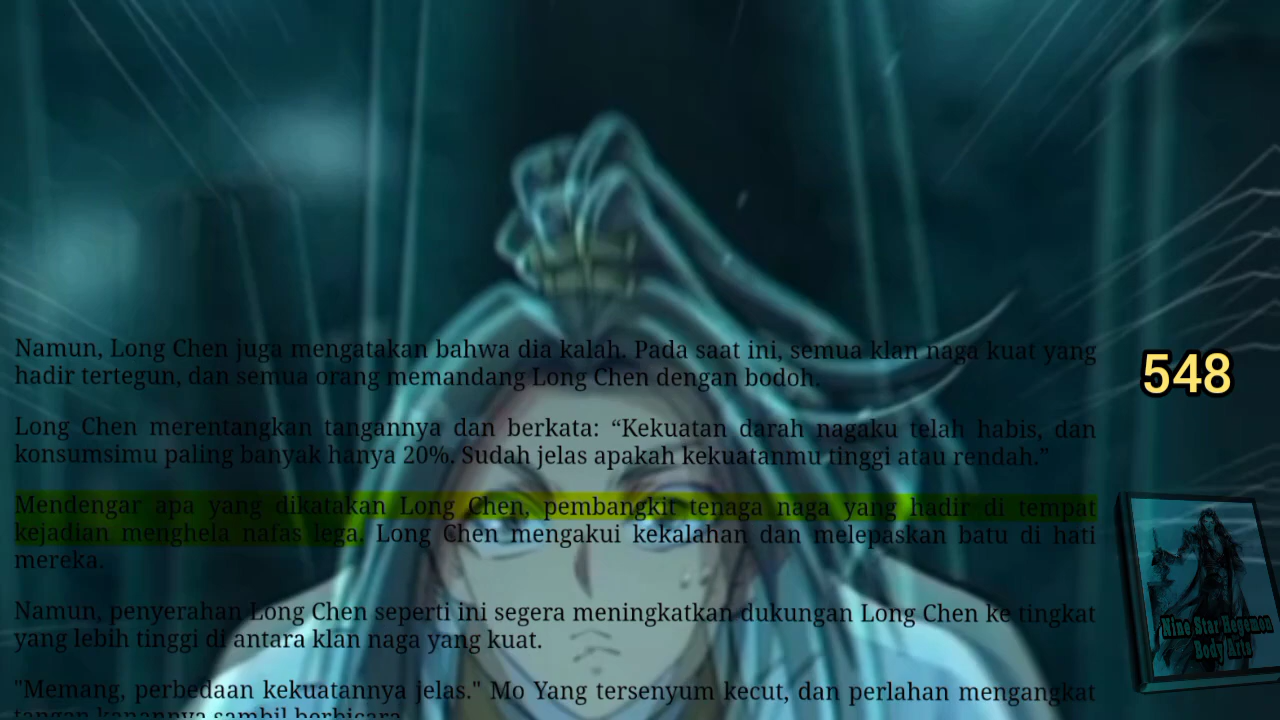 Namun, Long Chen juga mengatakan bahwa dia kalah. Pada saat ini, semua klan naga kuat yang
hadir tertegun, dan semua orang memandang Long Chen dengan bodoh.
Long Chen merentangkan tangannya dan berkata: “Kekuatan darah nagaku telah habis, dan
konsumsimu paling banyak hanya 20%. Sudah jelas apakah kekuatanmu tinggi atau rendah.”
Mendengar apa yang dikatakan Long Chen, pembangkit tenaga naga yang hadir di tempat
kejadian menghela nafas lega. Long Chen mengakui kekalahan dan melepaskan batu di hati
mereka.
Namun, penyerahan Long Chen seperti ini segera meningkatkan dukungan Long Chen ke tingkat
yang lebih tinggi di antara klan naga yang kuat.
"Memang, perbedaan kekuatannya jelas." Mo Yang tersenyum kecut, dan perlahan mengangkat
tangan kanannya sambil berbicara.
548
Nine Star Hegemon
Body Arts